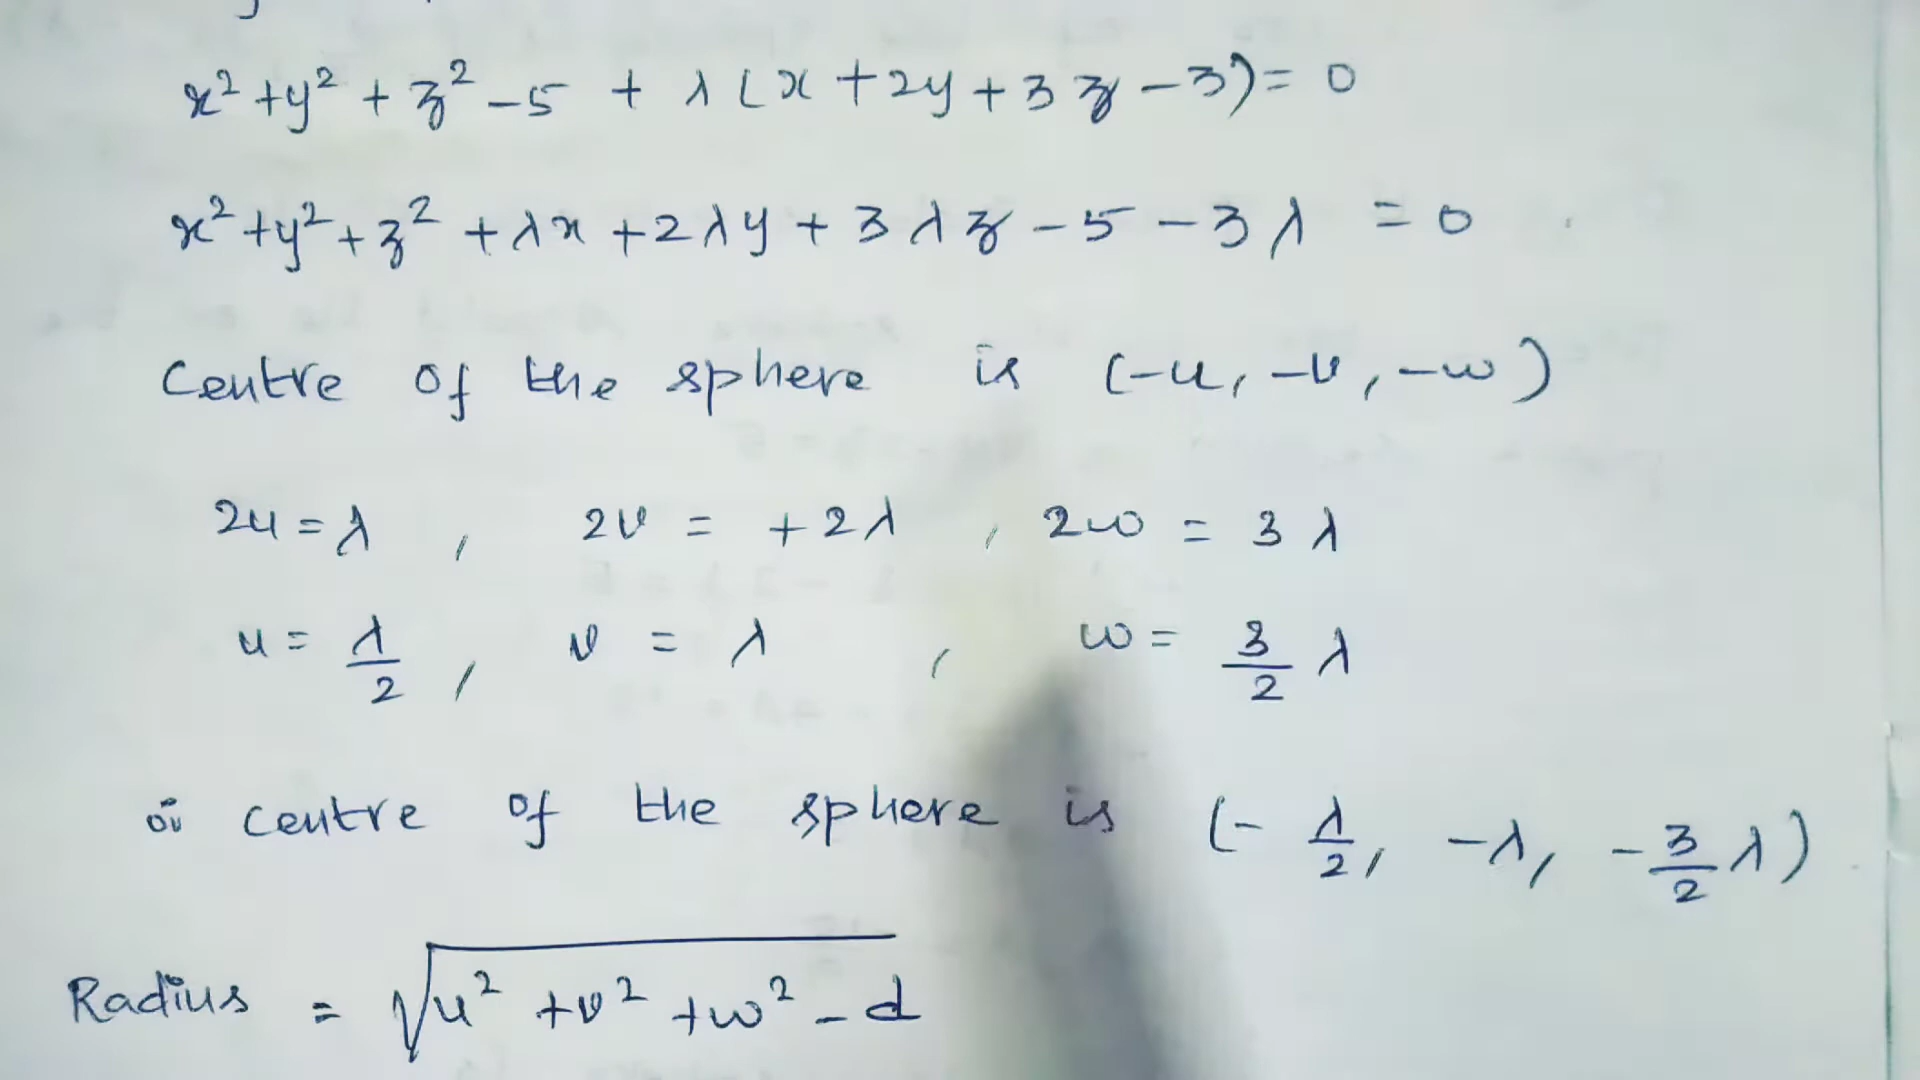 x² + y² + z² - 5 + λ (x + 2y + 3z - 3) = 0
x² + y² + z² + λx + 2λy + 3λz - 5 - 3λ = 0
Centre of the sphere is (-u, -v, -w)
2u = λ , 2v = +2λ , 2w = 3λ
u = λ/2 , v = λ , w = 3/2 λ
∴ centre of the sphere is (- λ/2, -λ, - 3/2 λ)
Radius = √(u² + v² + w² - d)